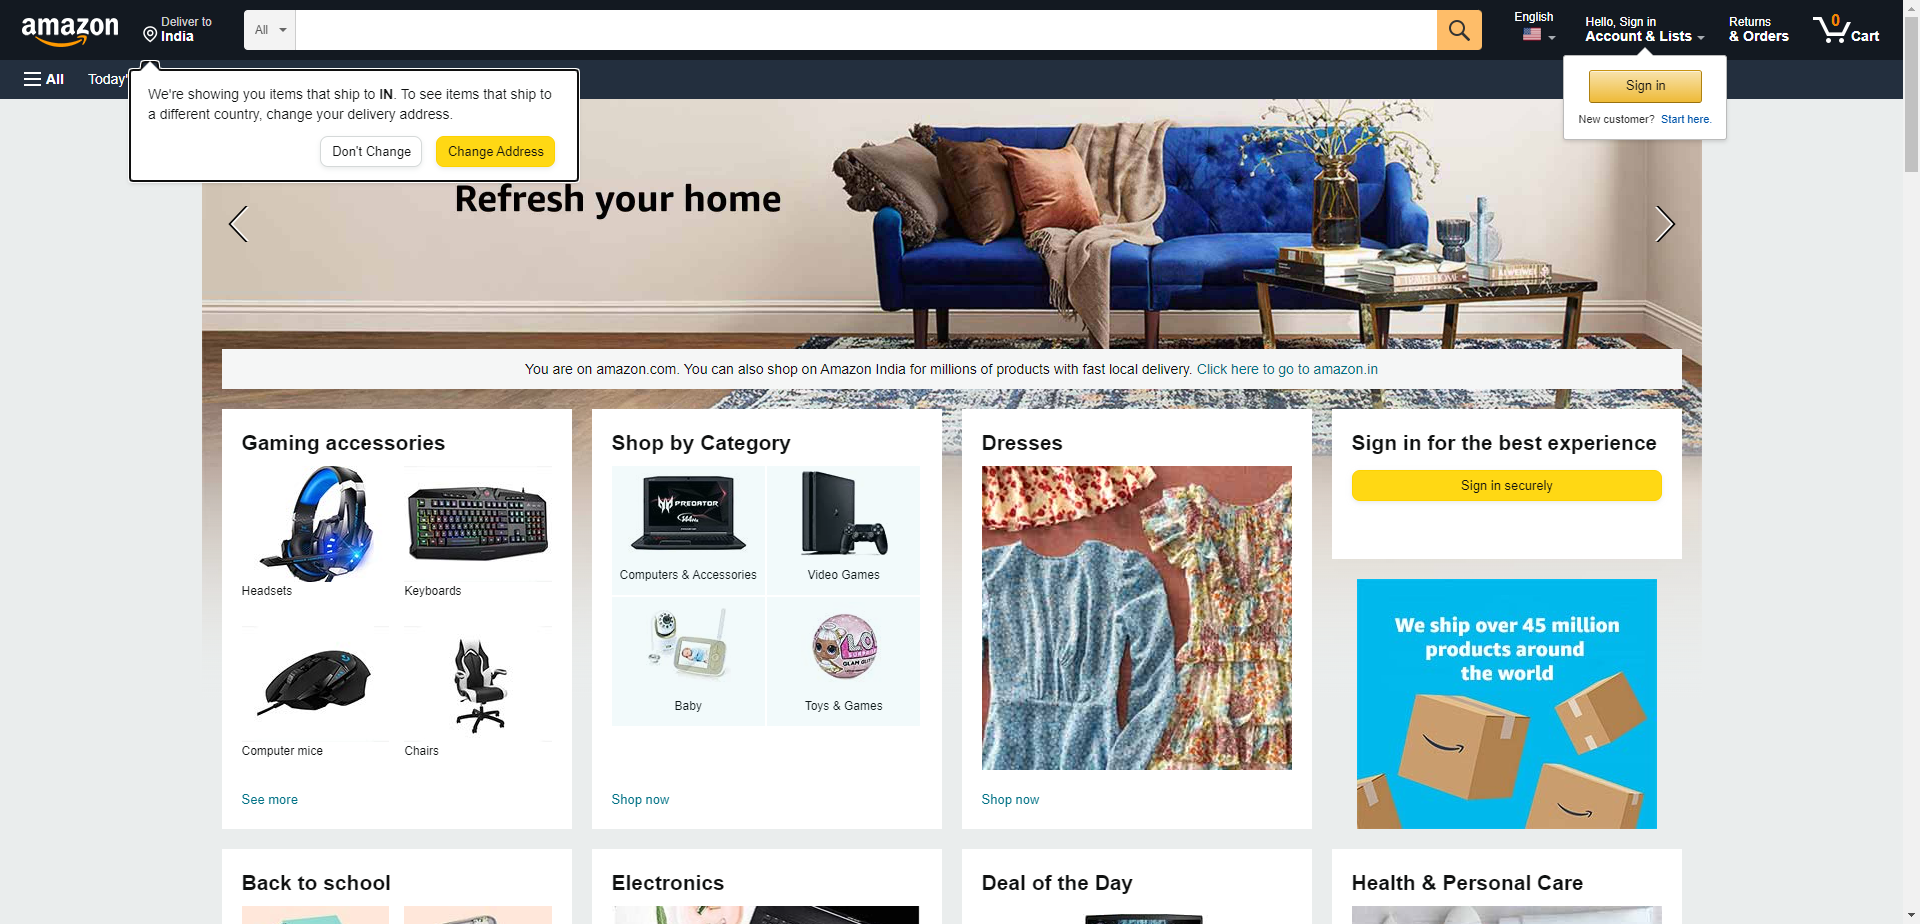 amazon
Deliver to
India
All
English
Hello, Sign in
Account & Lists
Returns
& Orders
0
Cart
All
Today'
We're showing you items that ship to IN. To see items that ship to
a different country, change your delivery address.
Don't Change
Change Address
Sign in
New customer? Start here.
Refresh your home
You are on amazon.com. You can also shop on Amazon India for millions of products with fast local delivery. Click here to go to amazon.in
Gaming accessories
Headsets
Keyboards
Computer mice
Chairs
See more
Shop by Category
PREDATOR
Computers & Accessories
Video Games
Baby
L.O.L.
SURPRISE
GLAM GLITTER
Toys & Games
Shop now
Dresses
Shop now
Sign in for the best experience
Sign in securely
We ship over 45 million
products around
the world
Back to school
Electronics
Deal of the Day
Health & Personal Care